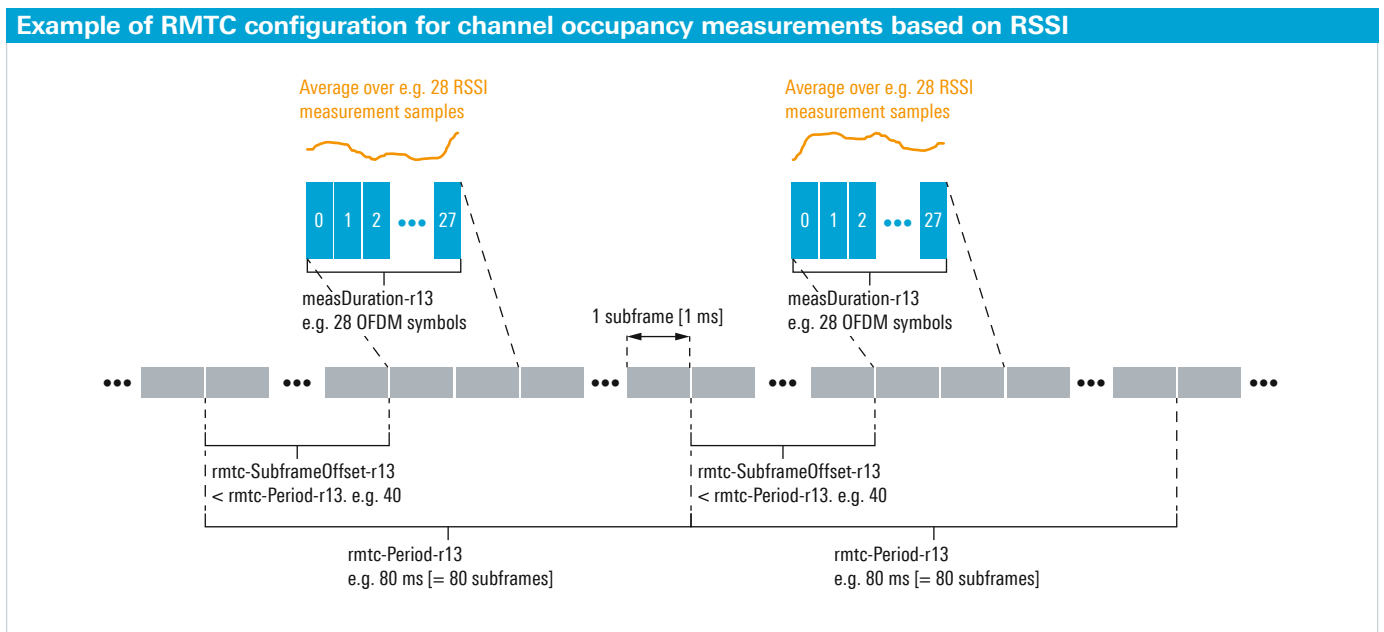 Example of RMTC configuration for channel occupancy measurements based on RSSI
Average over e.g. 28 RSSI
measurement samples
Average over e.g. 28 RSSI
measurement samples
0 1 2 ••• 27
0 1 2 ••• 27
measDuration-r13
e.g. 28 OFDM symbols
1 subframe [1 ms]
measDuration-r13
e.g. 28 OFDM symbols
rmtc-SubframeOffset-r13
< rmtc-Period-r13. e.g. 40
rmtc-SubframeOffset-r13
< rmtc-Period-r13. e.g. 40
rmtc-Period-r13
e.g. 80 ms [= 80 subframes]
rmtc-Period-r13
e.g. 80 ms [= 80 subframes]